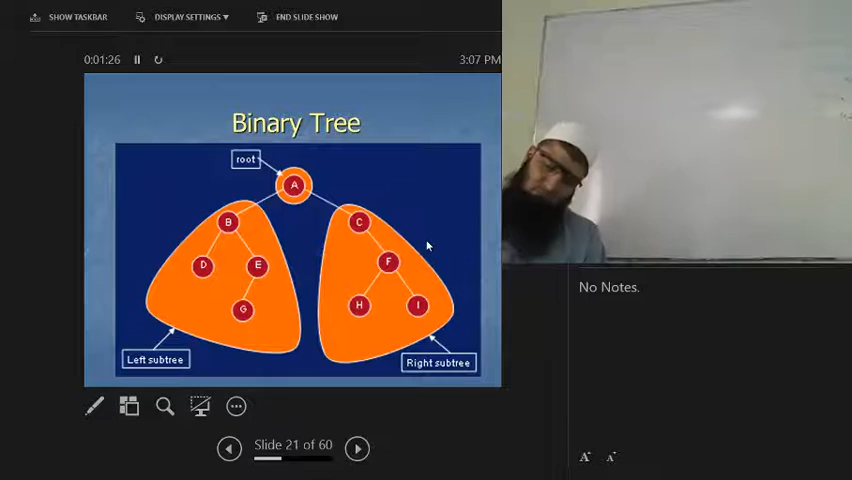 SHOW TASKBAR
DISPLAY SETTINGS ▼
END SLIDE SHOW
0:01:26
3:07 PM
Binary Tree
root
A
B
C
D
E
F
G
H
I
Left subtree
Right subtree
No Notes.
Slide 21 of 60
A A